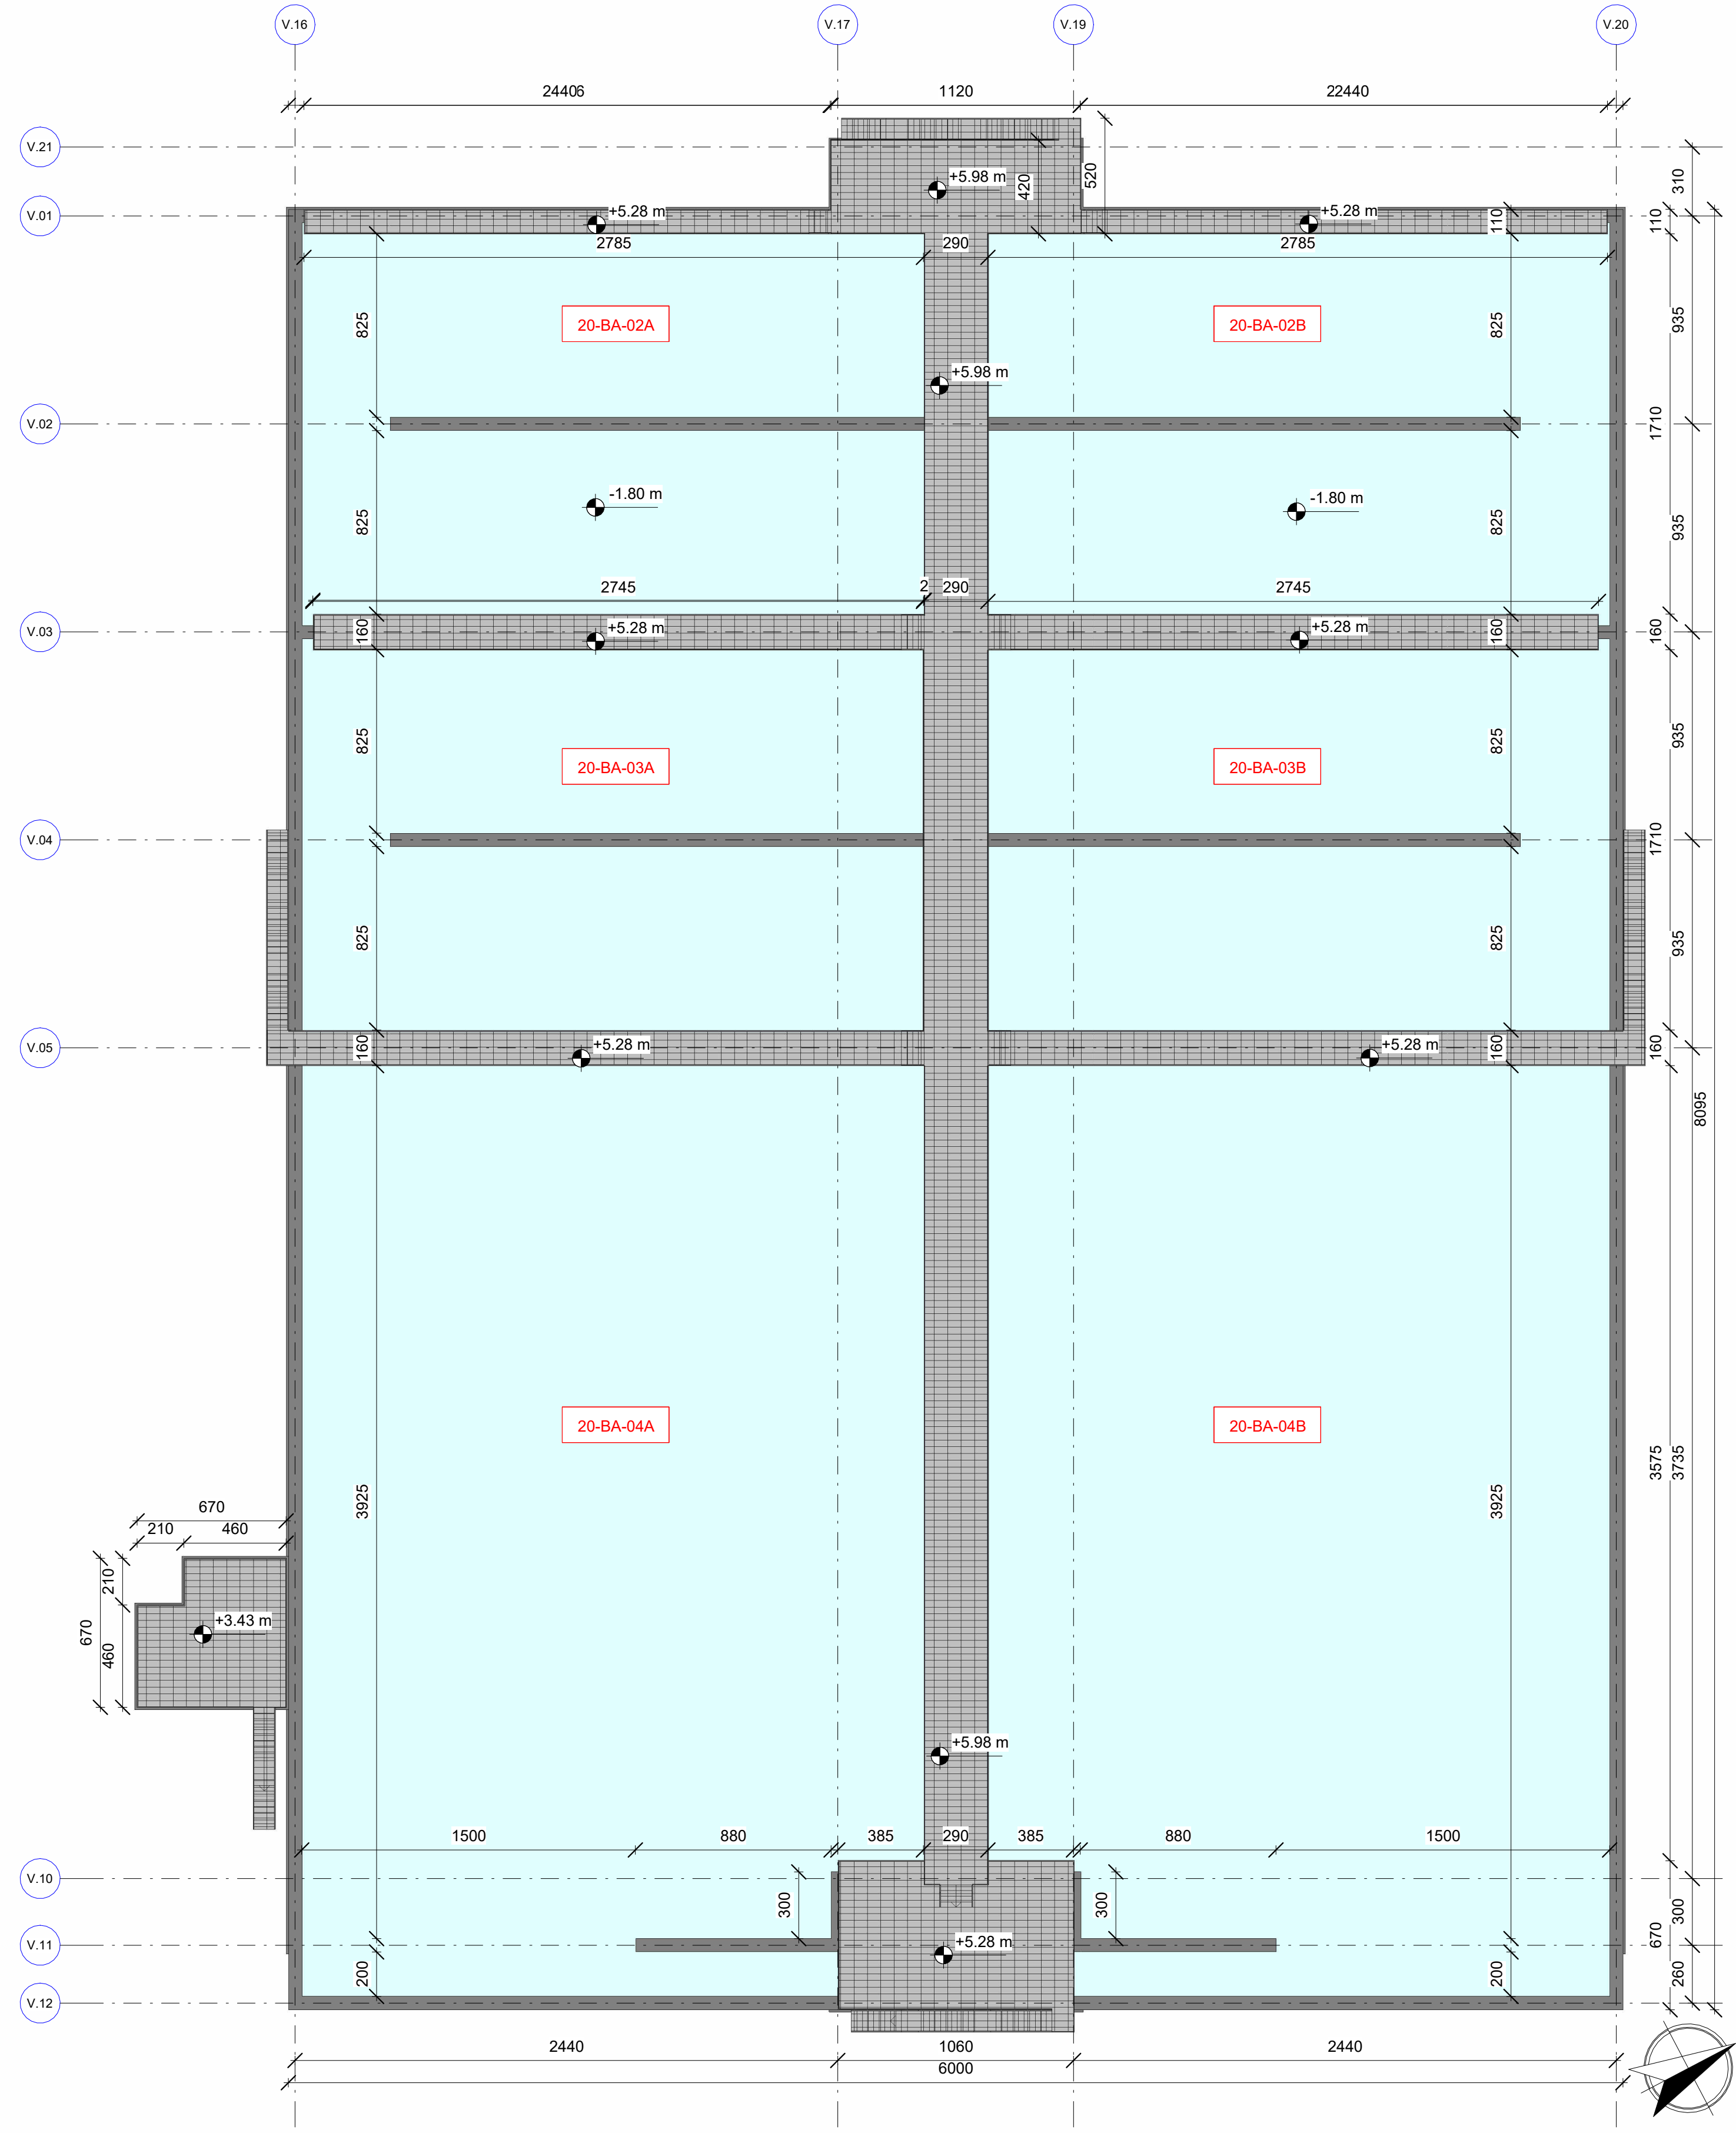 V.16
V.17
V.19
V.20
24406
1120
22440
V.21
+5.98 m
420
520
310
V.01
+5.28 m
+5.28 m
110
110
2785
290
2785
825
20-BA-02A
20-BA-02B
825
935
+5.98 m
V.02
1710
-1.80 m
-1.80 m
825
825
935
2745
2
290
2745
V.03
160
+5.28 m
+5.28 m
160
160
825
20-BA-03A
20-BA-03B
825
935
V.04
1710
825
825
935
V.05
160
+5.28 m
+5.28 m
160
160
8095
20-BA-04A
20-BA-04B
3925
3925
3575
3735
670
210
460
210
670
460
+3.43 m
+5.98 m
1500
880
385
290
385
880
1500
V.10
300
300
300
V.11
+5.28 m
670
200
200
260
V.12
2440
1060
2440
6000